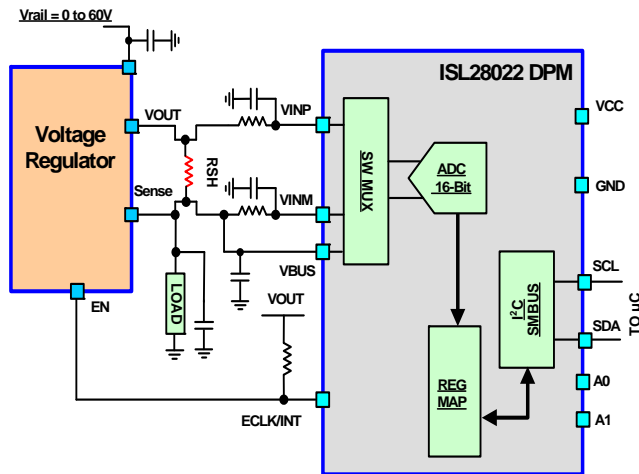 Vrail = 0 to 60V
ISL28022 DPM
VOUT
VINP
VCC
Voltage
Regulator
SW MUX
ADC
16-Bit
RSH
GND
Sense
VINM
VBUS
I²C
SMBUS
SCL
LOAD
EN
VOUT
SDA
TO µC
REG
MAP
A0
A1
ECLK/INT